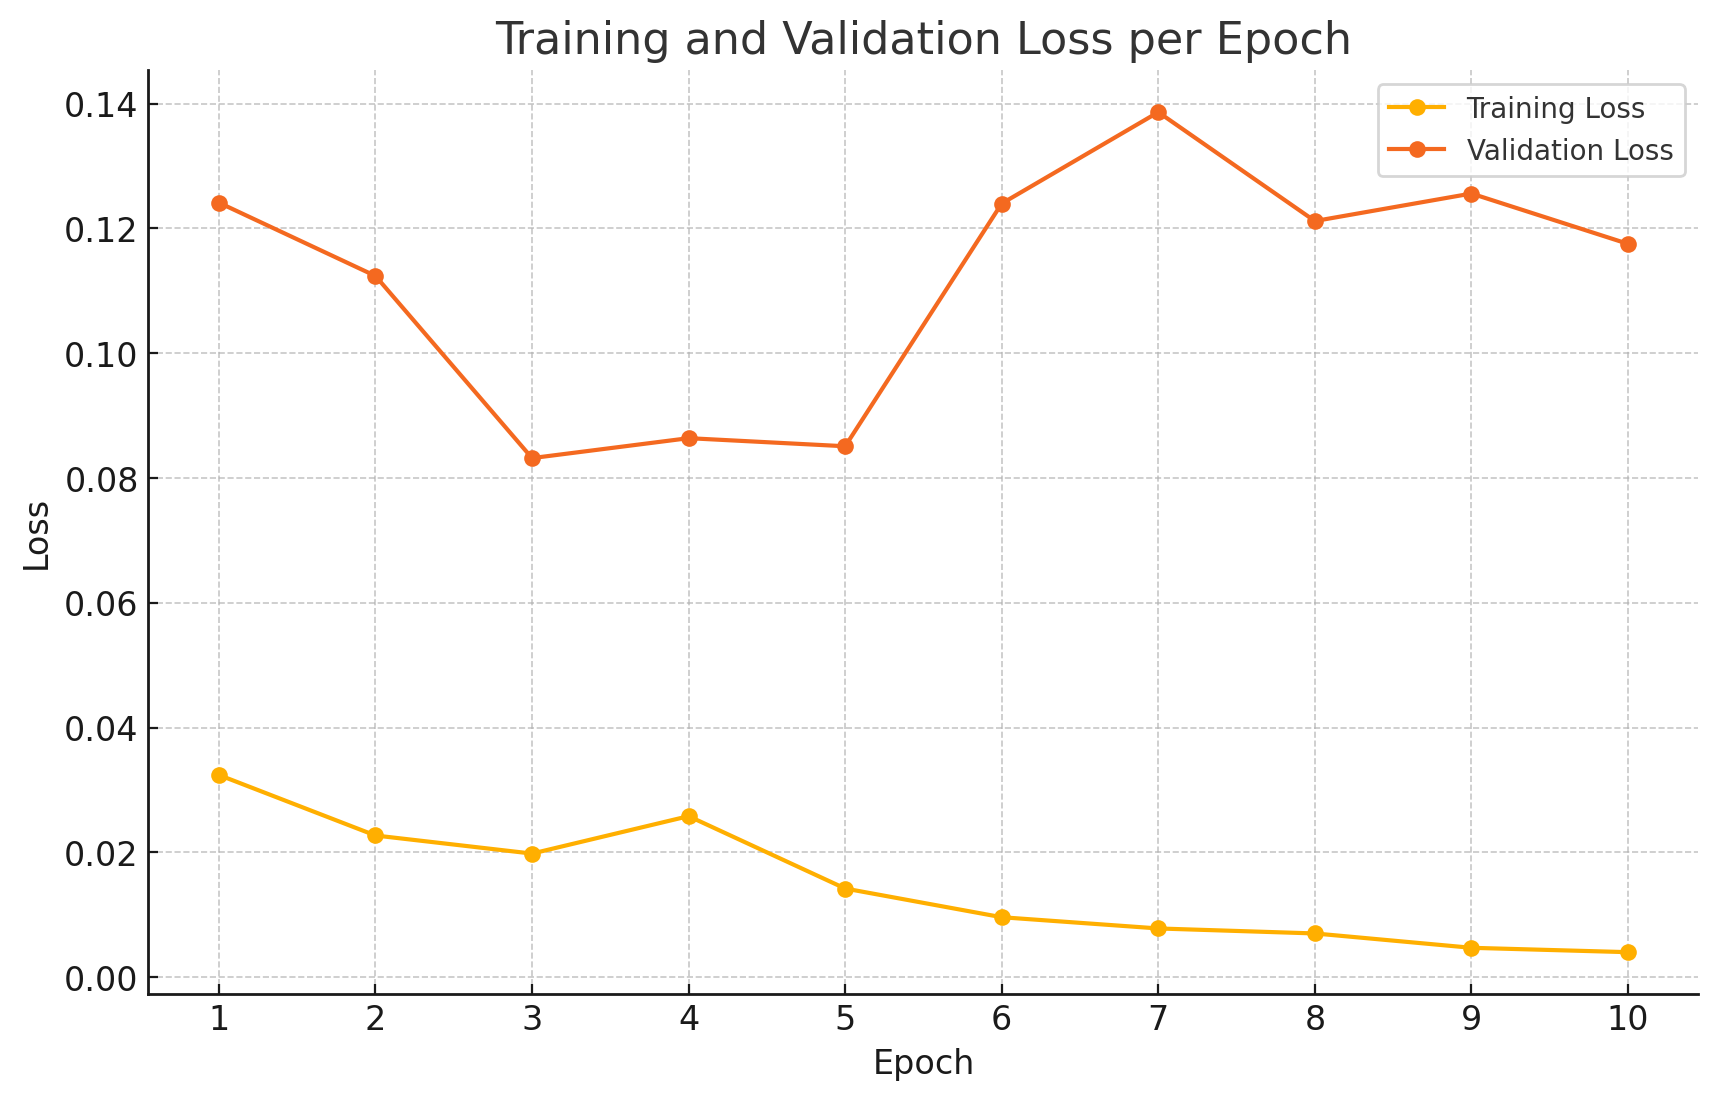 Training and Validation Loss per Epoch
Training Loss
Validation Loss
0.14
0.12
0.10
0.08
0.06
0.04
0.02
0.00
Loss
1 2 3 4 5 6 7 8 9 10
Epoch